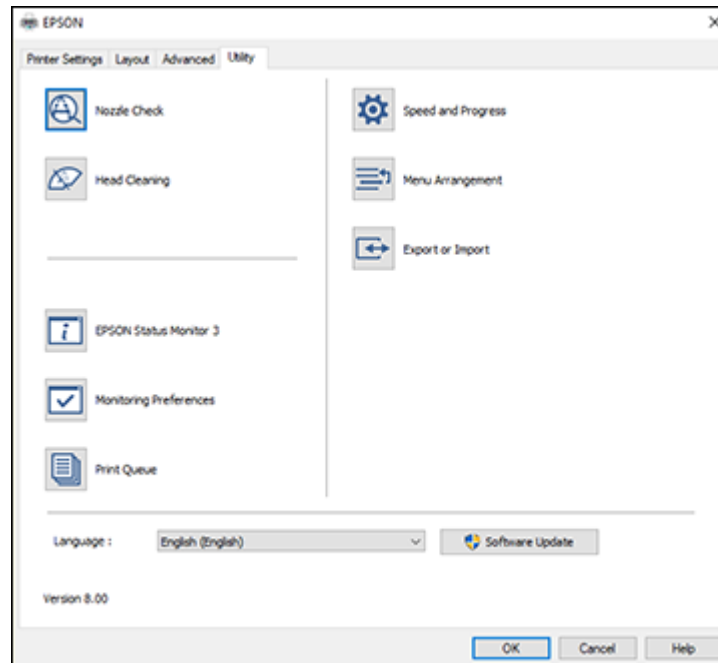 EPSON
Printer Settings Layout Advanced Utility
Nozzle Check
Head Cleaning
EPSON Status Monitor 3
Monitoring Preferences
Print Queue
Speed and Progress
Menu Arrangement
Export or Import
Language : English (English) Software Update
Version 8.00
OK Cancel Help